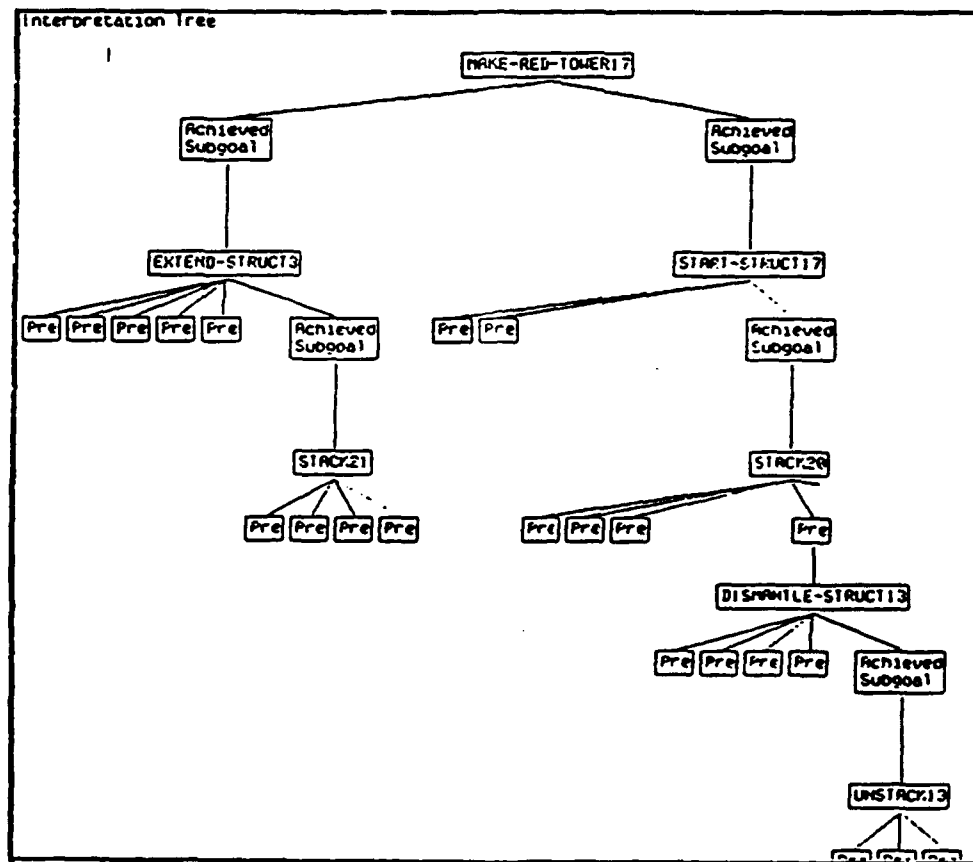 Interpretation Tree
MAKE-RED-TOWER17
Achieved
Subgoal
Achieved
Subgoal
EXTEND-STRUCT3
START-STRUCT17
Pre Pre Pre Pre Pre
Achieved
Subgoal
Pre Pre
Achieved
Subgoal
STACK21
STACK20
Pre Pre Pre Pre
Pre Pre Pre
Pre
DISMANTLE-STRUCT13
Pre Pre Pre Pre
Achieved
Subgoal
UNSTACK13